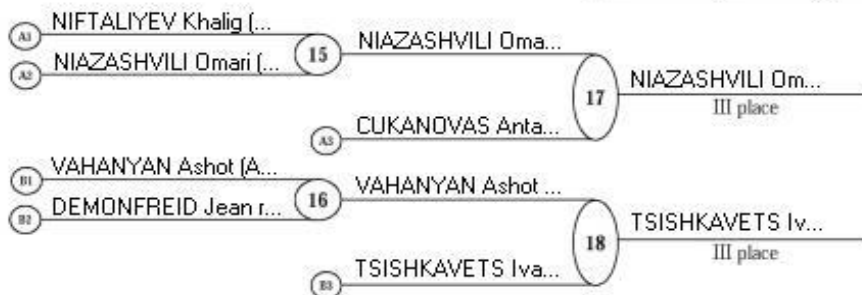 A1 NIFTALIYEV Khalig (...
A2 NIAZASHVILI Omari (...
15
NIAZASHVILI Oma...
A3 CUKANOVAS Anta...
17
NIAZASHVILI Om...
III place
B1 VAHANYAN Ashot (A...
B2 DEMONFREID Jean r...
16
VAHANYAN Ashot ...
B3 TSISHKAVETS Iva...
18
TSISHKAVETS Iv...
III place